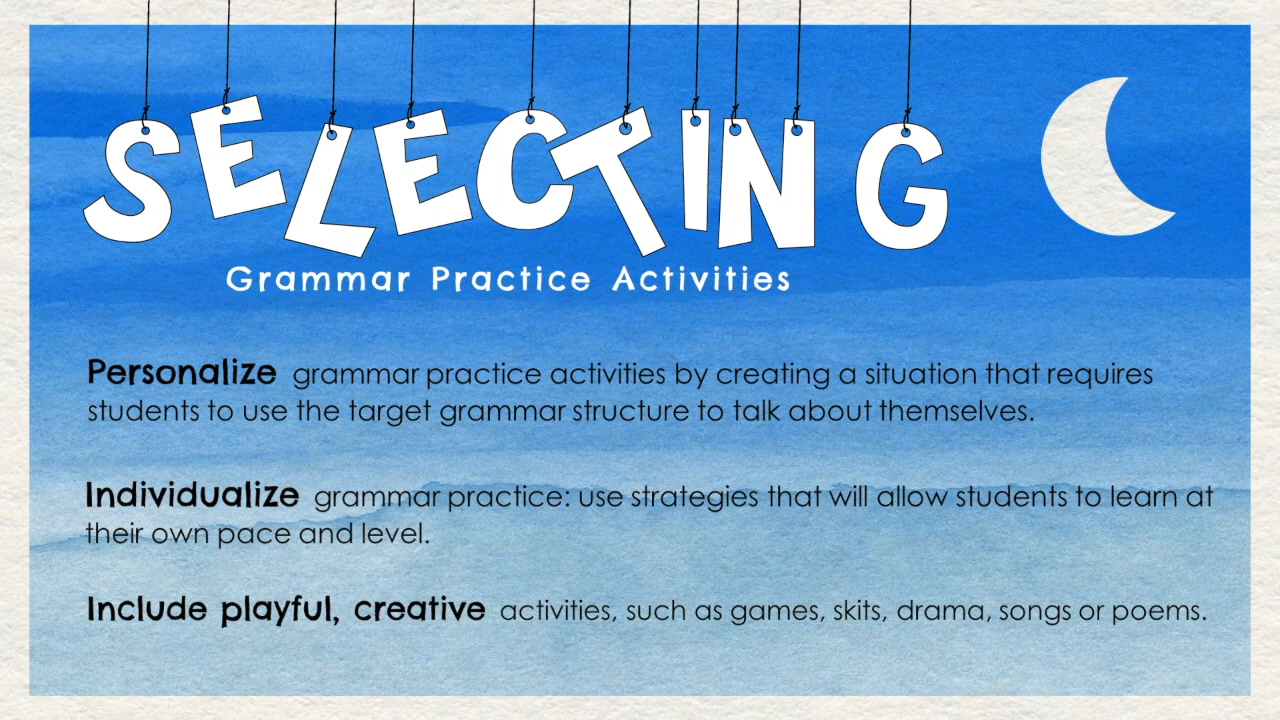 SELECTING
Grammar Practice Activities
Personalize grammar practice activities by creating a situation that requires
students to use the target grammar structure to talk about themselves.
Individualize grammar practice: use strategies that will allow students to learn at
their own pace and level.
Include playful, creative activities, such as games, skits, drama, songs or poems.